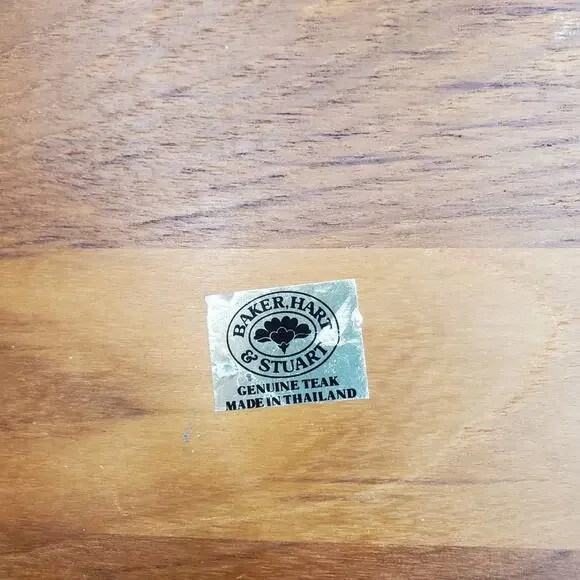 BAKER, HART
& STUART
GENUINE TEAK
MADE IN THAILAND